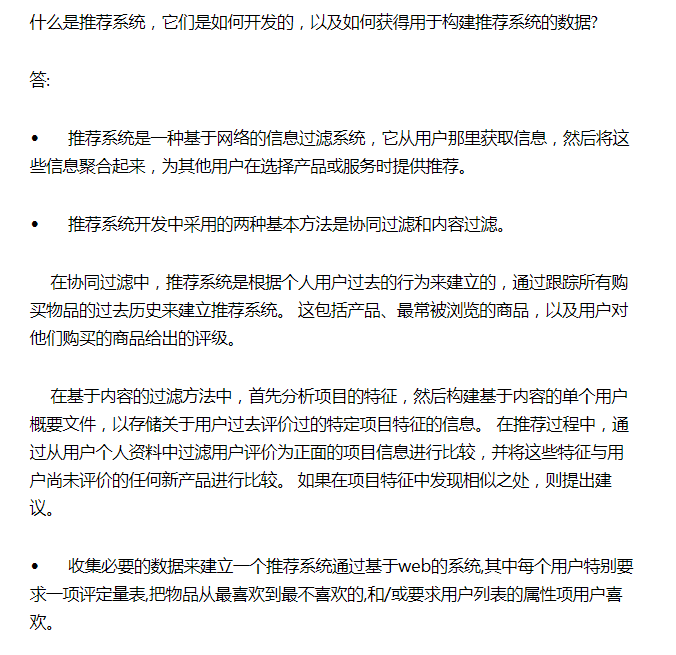 什么是推荐系统，它们是如何开发的，以及如何获得用于构建推荐系统的数据?
答:
• 推荐系统是一种基于网络的信息过滤系统，它从用户那里获取信息，然后将这
些信息聚合起来，为其他用户在选择产品或服务时提供推荐。
• 推荐系统开发中采用的两种基本方法是协同过滤和内容过滤。
在协同过滤中，推荐系统是根据个人用户过去的行为来建立的，通过跟踪所有购
买物品的过去历史来建立推荐系统。 这包括产品、最常被浏览的商品，以及用户对
他们购买的商品给出的评级。
在基于内容的过滤方法中，首先分析项目的特征，然后构建基于内容的单个用户
概要文件，以存储关于用户过去评价过的特定项目特征的信息。 在推荐过程中，通
过从用户个人资料中过滤用户评价为正面的项目信息进行比较，并将这些特征与用
户尚未评价的任何新产品进行比较。 如果在项目特征中发现相似之处，则提出建
议。
• 收集必要的数据来建立一个推荐系统通过基于web的系统,其中每个用户特别要
求一项评定量表,把物品从最喜欢到最不喜欢的,和/或要求用户列表的属性项用户喜
欢。